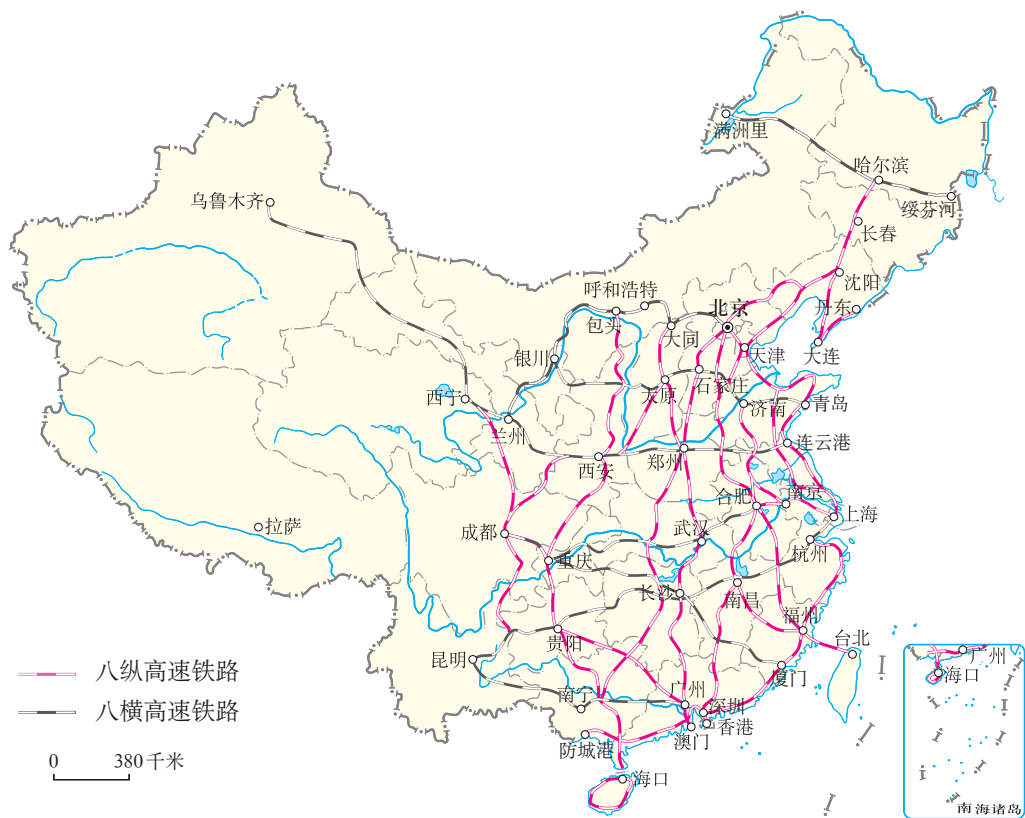 满洲里
哈尔滨
绥芬河
乌鲁木齐
长春
沈阳
呼和浩特
北京
丹东
包头
大同
天津
大连
银川
石家庄
太原
西宁
济南
青岛
兰州
连云港
西安
郑州
合肥
南京
上海
拉萨
成都
武汉
杭州
重庆
长沙
南昌
福州
台北
贵阳
昆明
厦门
南宁
广州
深圳
香港
澳门
防城港
海口
八纵高速铁路
八横高速铁路
0 380千米
广州
海口
南海诸岛